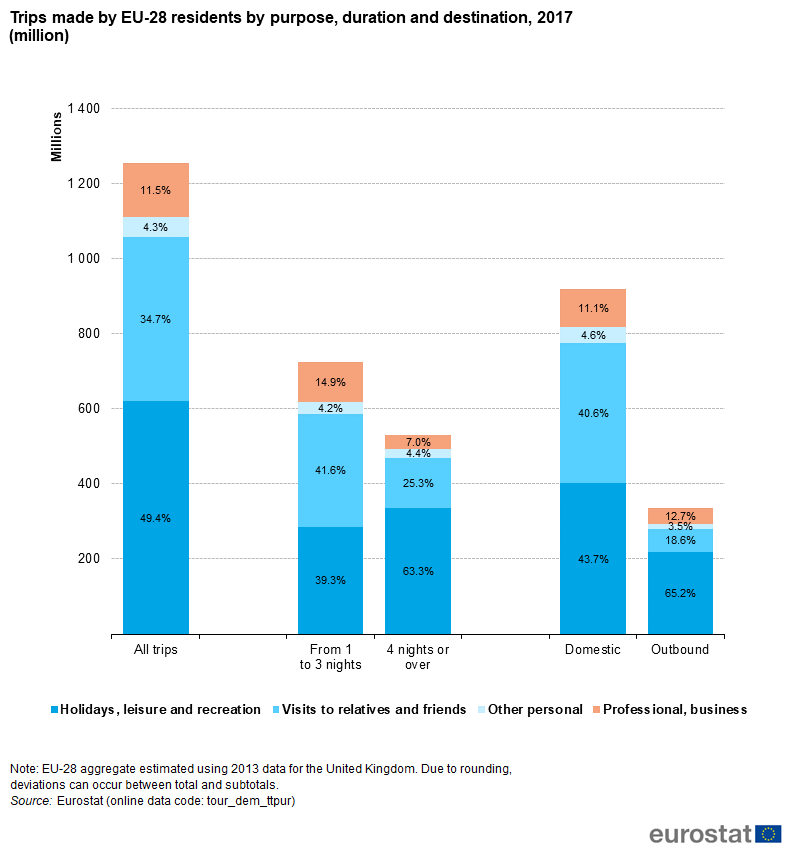 Trips made by EU-28 residents by purpose, duration and destination, 2017
(million)
Millions
1 400
1 200
1 000
800
600
400
200
11.5%
4.3%
34.7%
49.4%
14.9%
4.2%
41.6%
39.3%
7.0%
4.4%
25.3%
63.3%
11.1%
4.6%
40.6%
43.7%
12.7%
3.5%
18.6%
65.2%
All trips
From 1
to 3 nights
4 nights or
over
Domestic
Outbound
Holidays, leisure and recreation
Visits to relatives and friends
Other personal
Professional, business
Note: EU-28 aggregate estimated using 2013 data for the United Kingdom. Due to rounding,
deviations can occur between total and subtotals.
Source: Eurostat (online data code: tour_dem_ttpur)
eurostat